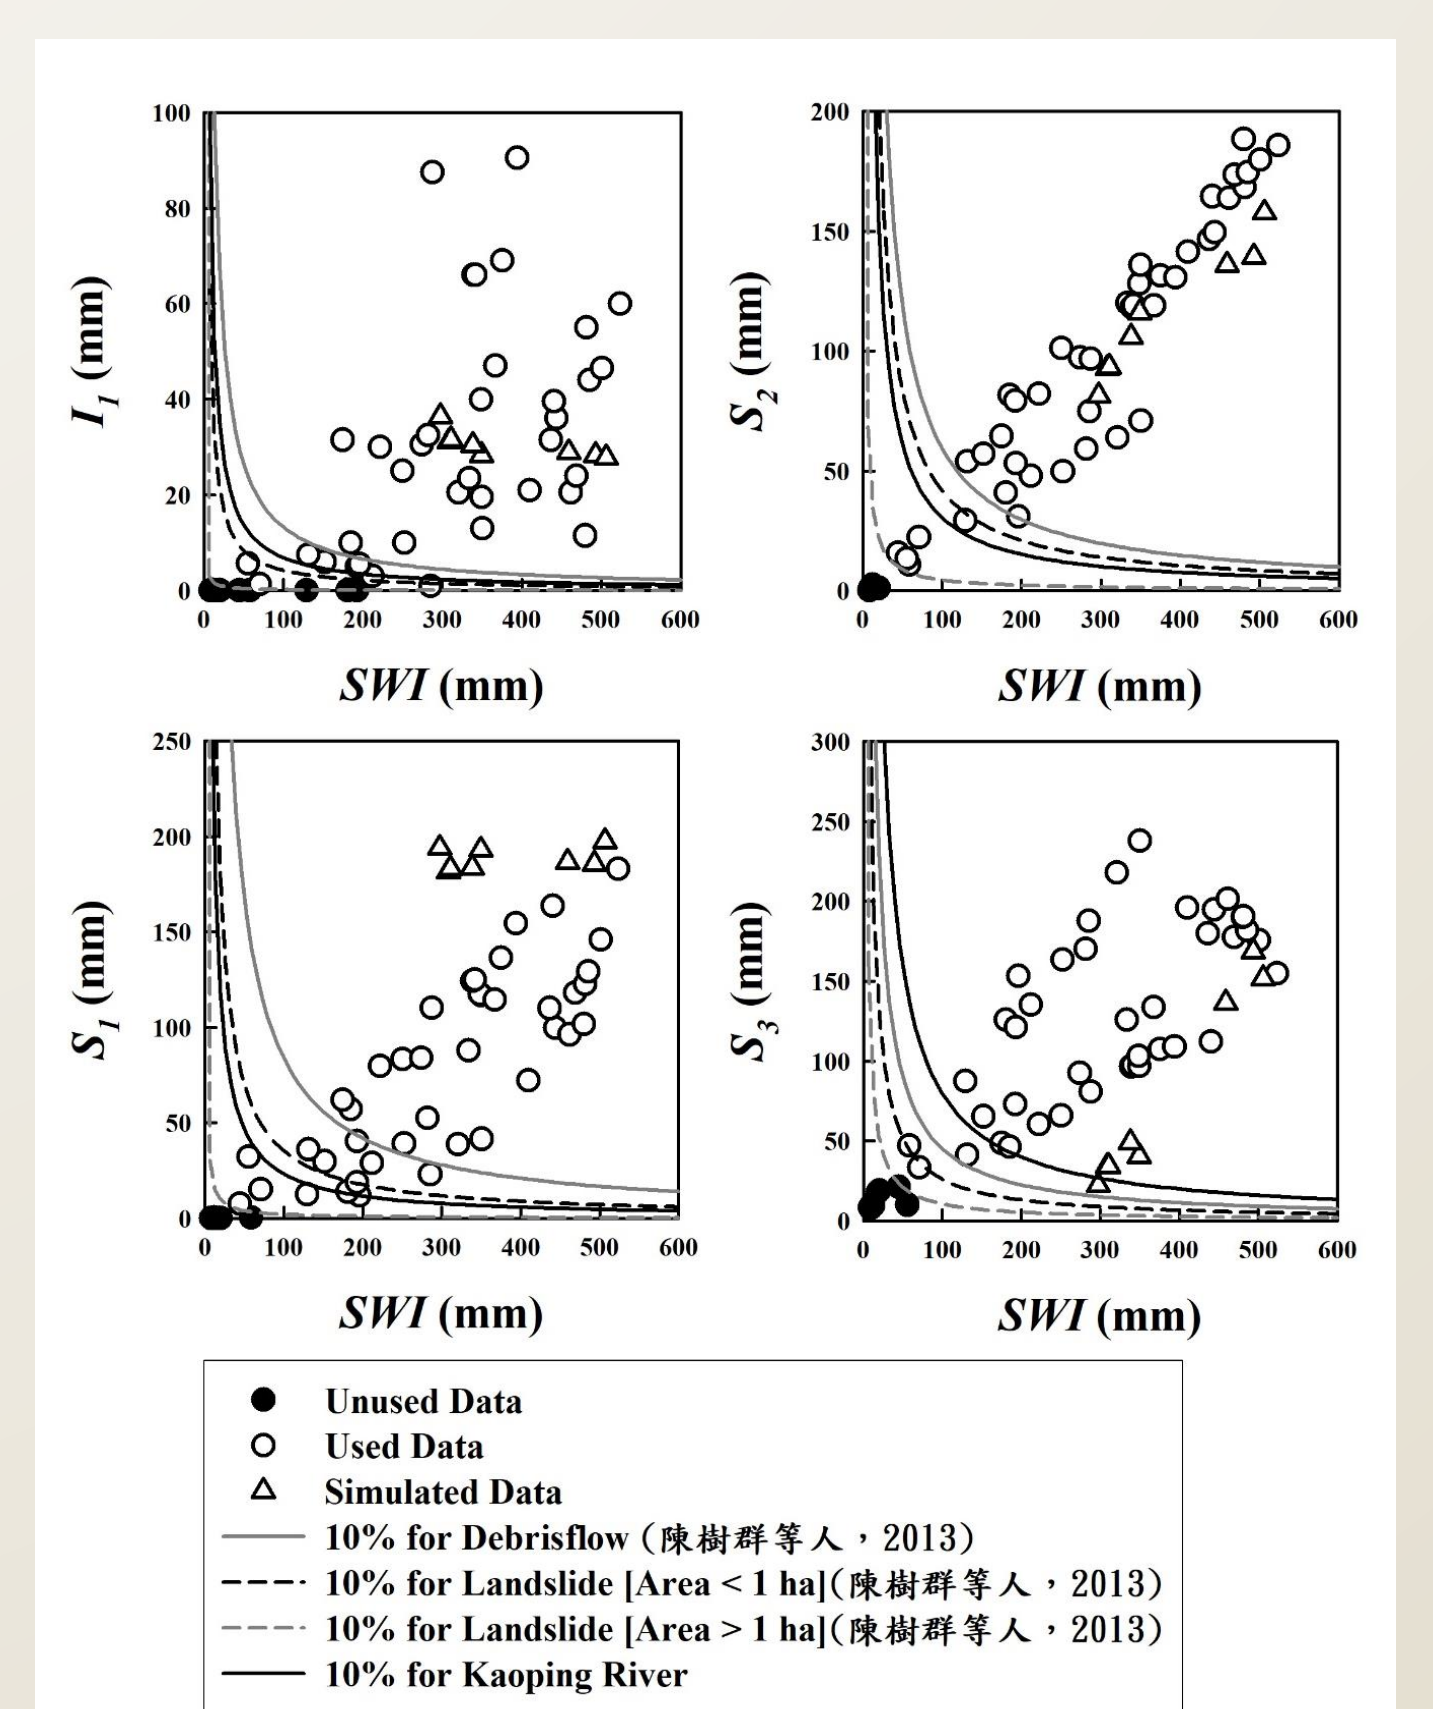 100
80
60
40
20
0
I1 (mm)
0 100 200 300 400 500 600
SWI (mm)
200
150
100
50
0
S2 (mm)
0 100 200 300 400 500 600
SWI (mm)
250
200
150
100
50
0
S1 (mm)
0 100 200 300 400 500 600
SWI (mm)
300
250
200
150
100
50
0
S3 (mm)
0 100 200 300 400 500 600
SWI (mm)
Unused Data
Used Data
Simulated Data
10% for Debrisflow (陳樹群等人，2013)
10% for Landslide [Area < 1 ha](陳樹群等人，2013)
10% for Landslide [Area > 1 ha](陳樹群等人，2013)
10% for Kaoping River